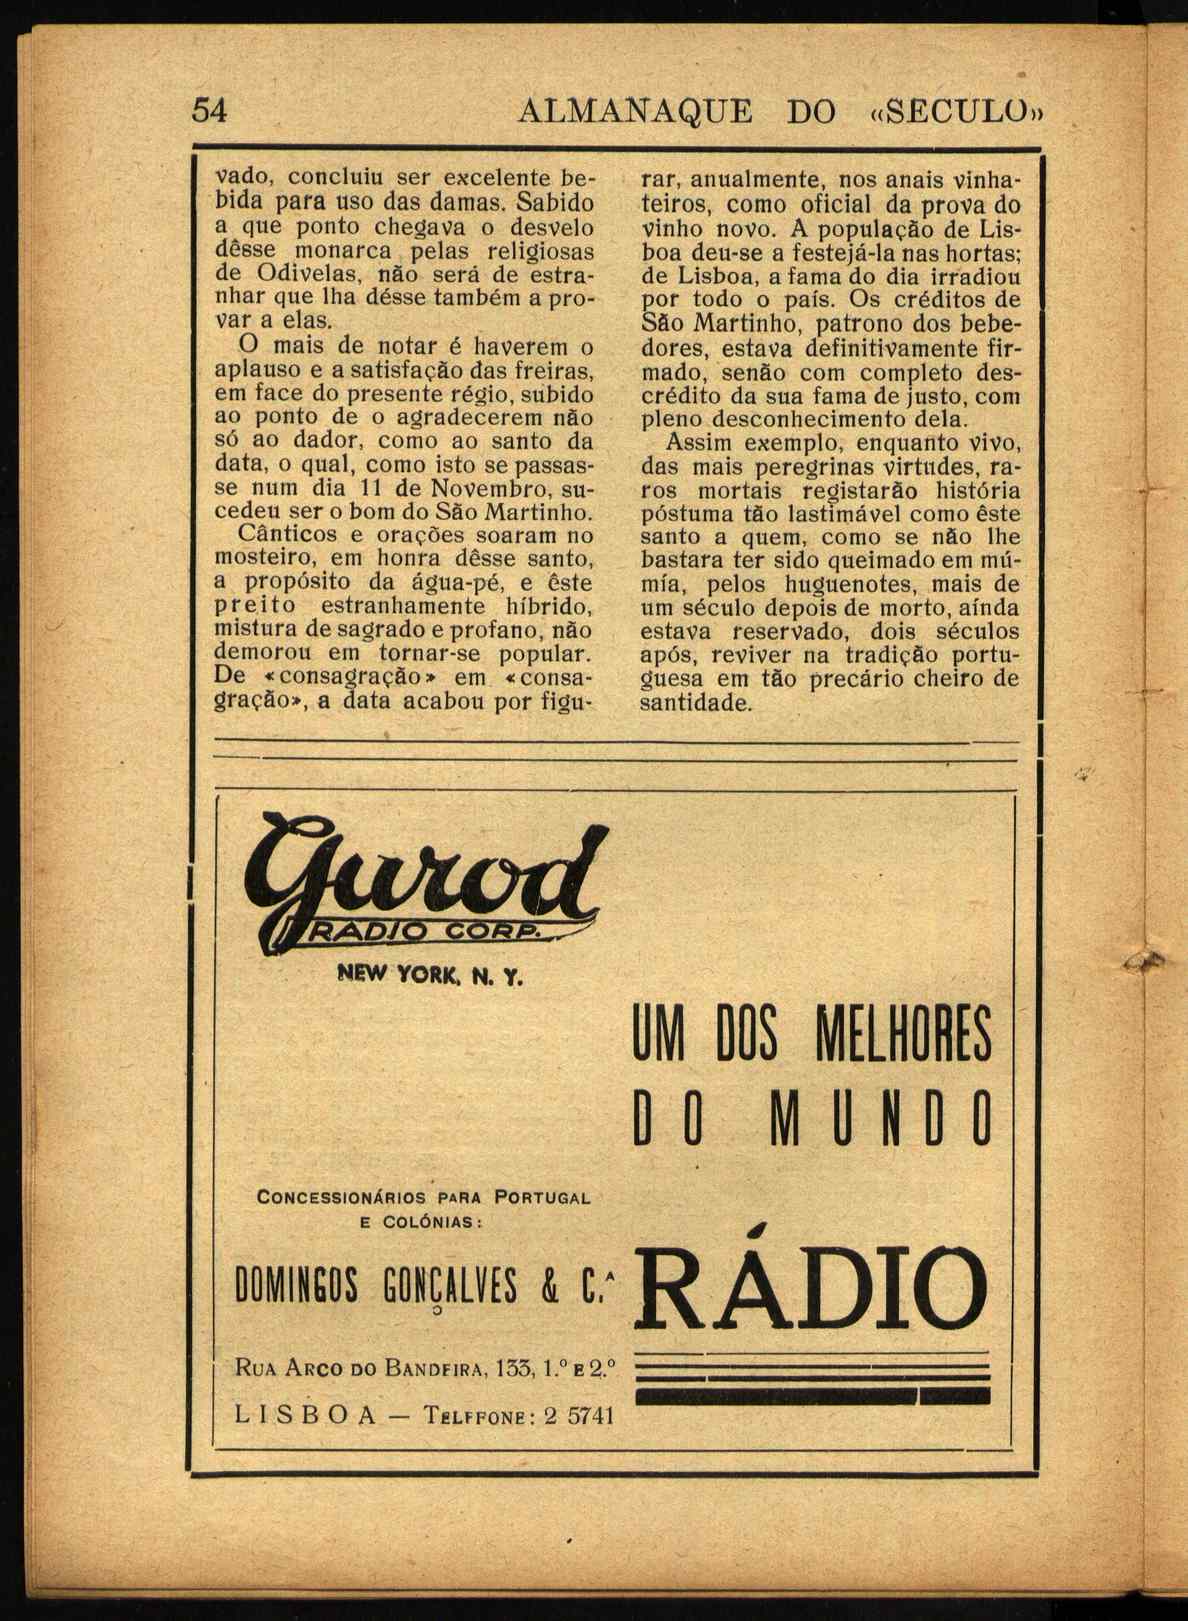 54 ALMANAQUE DO «SECULO»
vado, concluiu ser excelente be-
bida para uso das damas. Sabido
a que ponto chegava o desvelo
dêsse monarca pelas religiosas
de Odivelas, não será de estra-
nhar que lha désse também a pro-
var a elas.
O mais de notar é haverem o
aplauso e a satisfação das freiras,
em face do presente régio, subido
ao ponto de o agradecerem não
só ao dador, como ao santo da
data, o qual, como isto se passas-
se num dia 11 de Novembro, su-
cedeu ser o bom do São Martinho.
Cânticos e orações soaram no
mosteiro, em honra dêsse santo,
a propósito da água-pé, e êste
preito estranhamente híbrido,
mistura de sagrado e profano, não
demorou em tornar-se popular.
De «consagração» em «consa-
gração», a data acabou por figu-
rar, anualmente, nos anais vinha-
teiros, como oficial da prova do
vinho novo. A população de Lis-
boa deu-se a festejá-la nas hortas;
de Lisboa, a fama do dia irradiou
por todo o país. Os créditos de
São Martinho, patrono dos bebe-
dores, estava definitivamente fir-
mado, senão com completo des-
crédito da sua fama de justo, com
pleno desconhecimento dela.
Assim exemplo, enquanto vivo,
das mais peregrinas virtudes, ra-
ros mortais registarão história
póstuma tão lastimável como êste
santo a quem, como se não lhe
bastara ter sido queimado em mú-
mía, pelos huguenotes, mais de
um século depois de morto, aínda
estava reservado, dois séculos
após, reviver na tradição portu-
guesa em tão precário cheiro de
santidade.
Gurod
RADIO CORP.
NEW YORK, N. Y.
UM DOS MELHORES
DO MUNDO
CONCESSIONÁRIOS PARA PORTUGAL
E COLÓNIAS:
DOMINGOS GONÇALVES & C.ᴬ
RÁDIO
RUA ARCO DO BANDEIRA, 133, 1.º E 2.º
LISBOA — TELEFONE: 2 5741